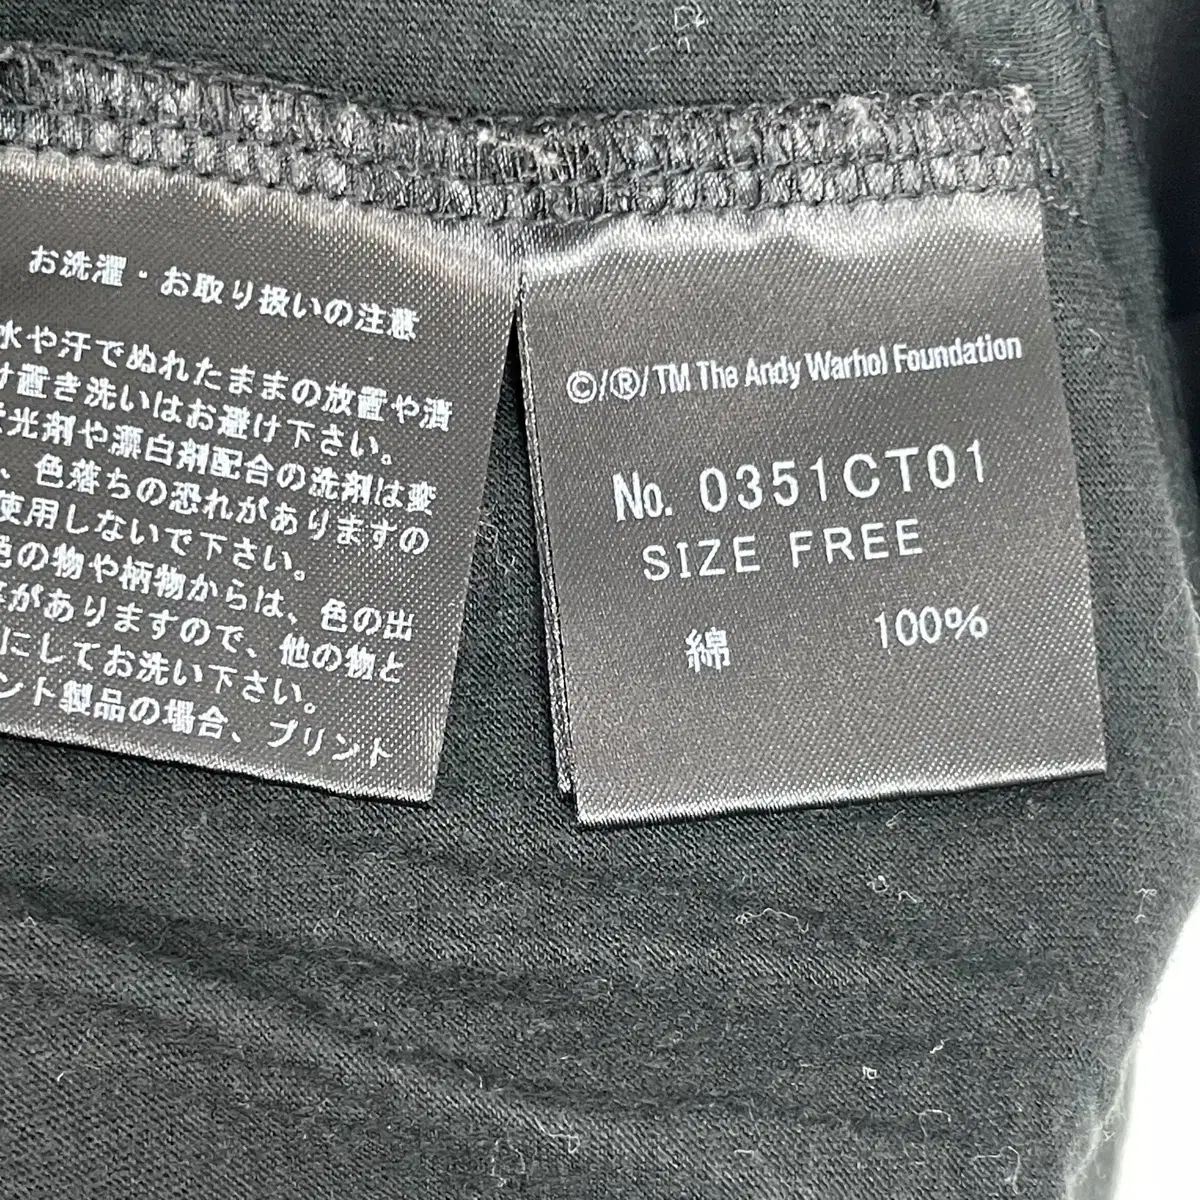 お洗濯・お取り扱いの注意
水や汗でぬれたままの放置や消
け置き洗いはお避け下さい。
光剤や漂白剤配合の洗剤は変
、色落ちの恐れがありますの
使用しないで下さい。
色の物や柄物からは、色の出
がありますので、他の物と
にしてお洗い下さい。
ント製品の場合、プリント
©/®/TM The Andy Warhol Foundation
No. 0351CT01
SIZE FREE
綿 100%